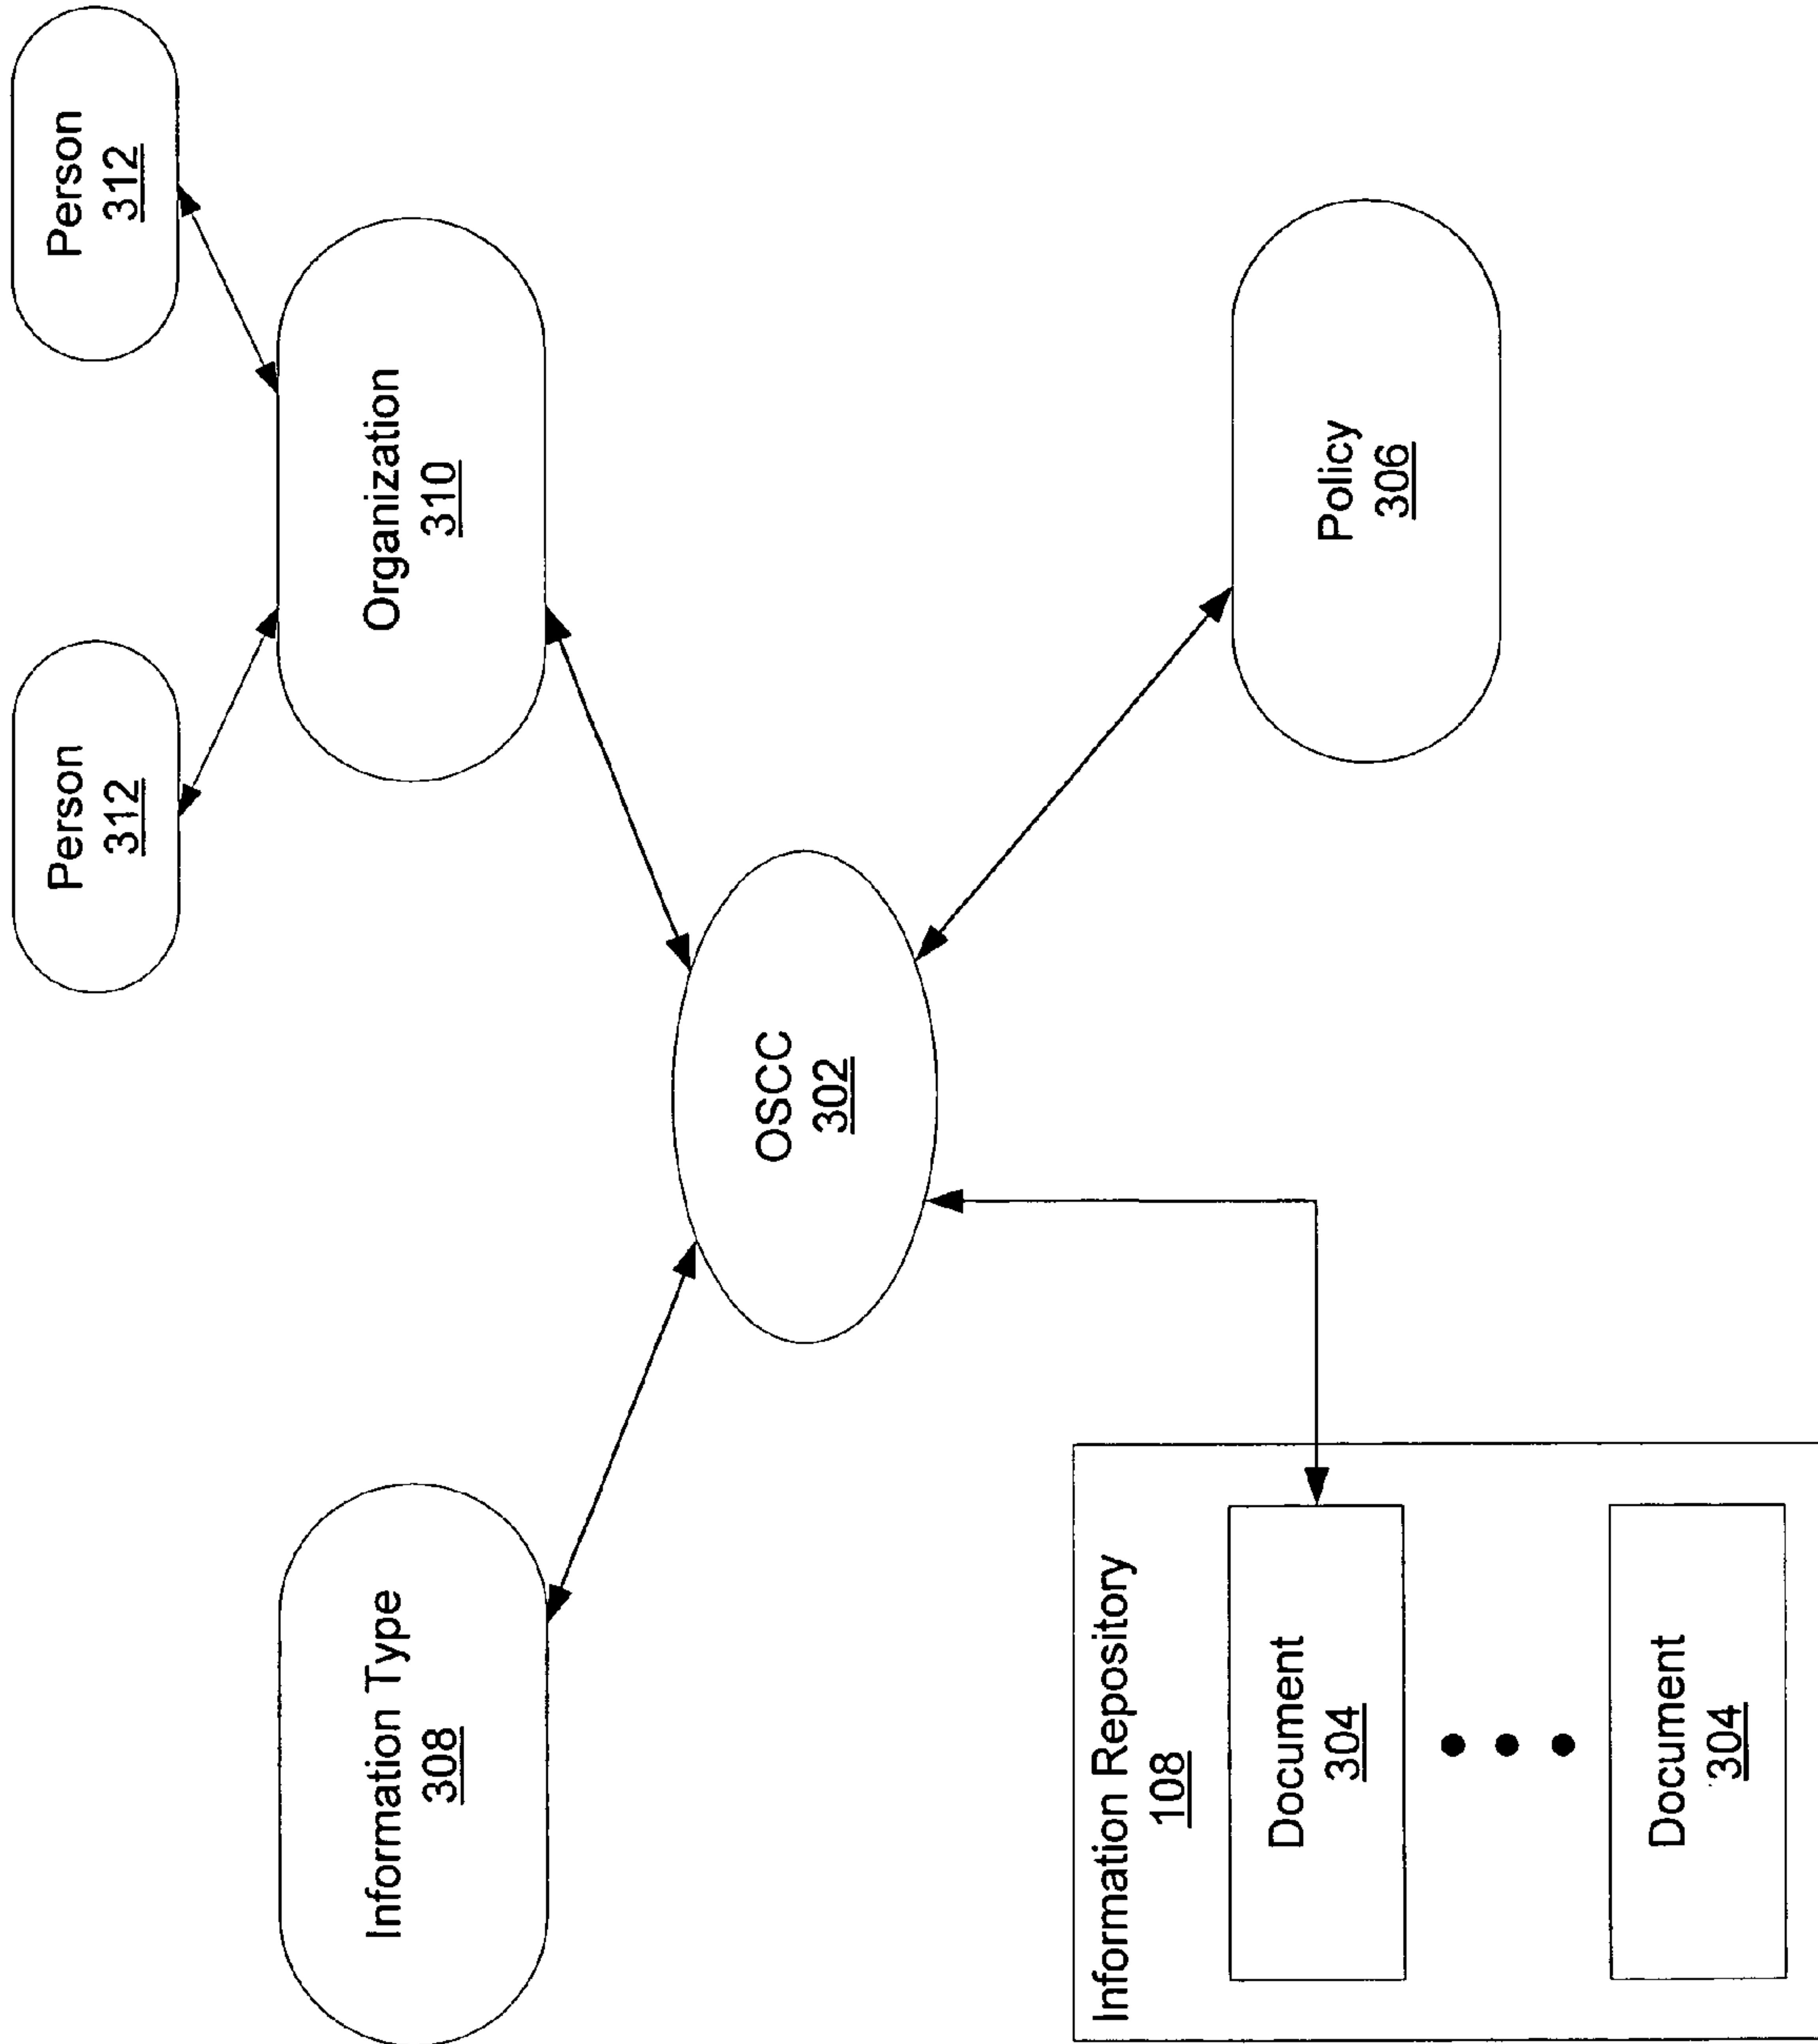 Person
312
Person
312
Information Type
308
Organization
310
OSCC
302
Information Repository
108
Document
304
Document
304
Policy
306